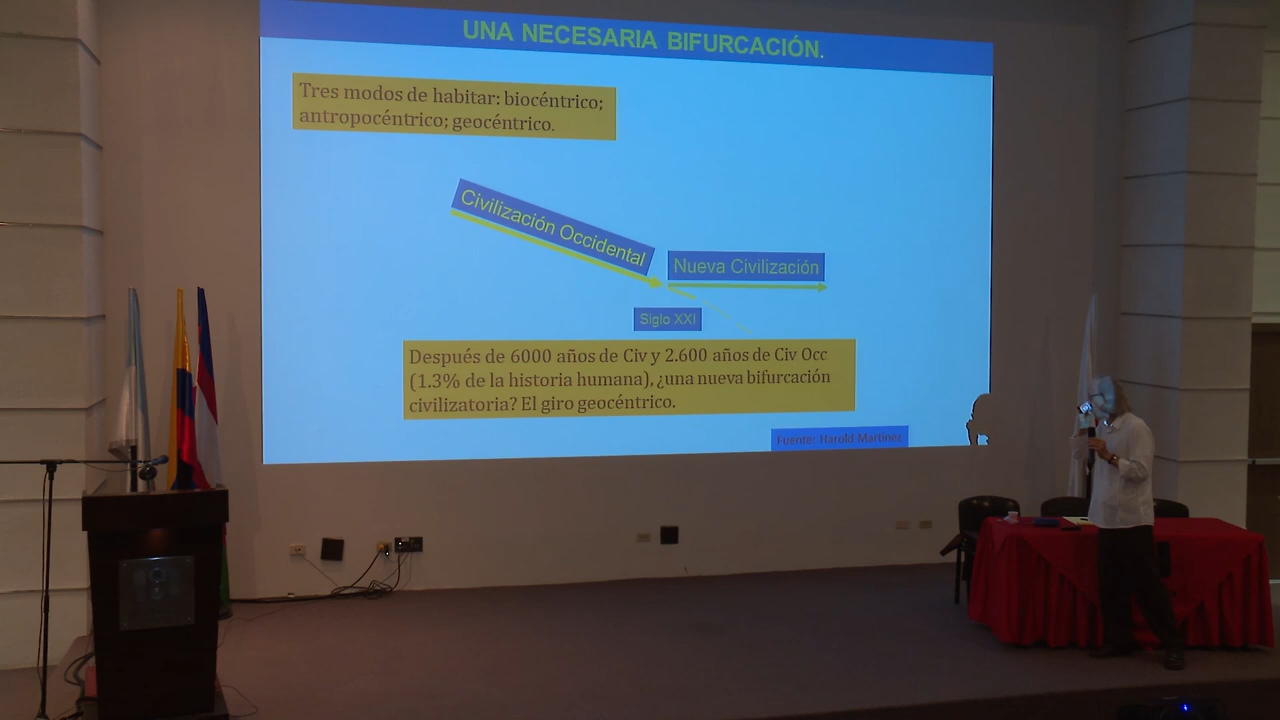 UNA NECESARIA BIFURCACIÓN.
Tres modos de habitar: biocéntrico;
antropocéntrico; geocéntrico.
Civilización Occidental
Nueva Civilización
Siglo XXI
Después de 6000 años de Civ y 2.600 años de Civ Occ
(1.3% de la historia humana), ¿una nueva bifurcación
civilizatoria? El giro geocéntrico.
Fuente: Harold Martínez